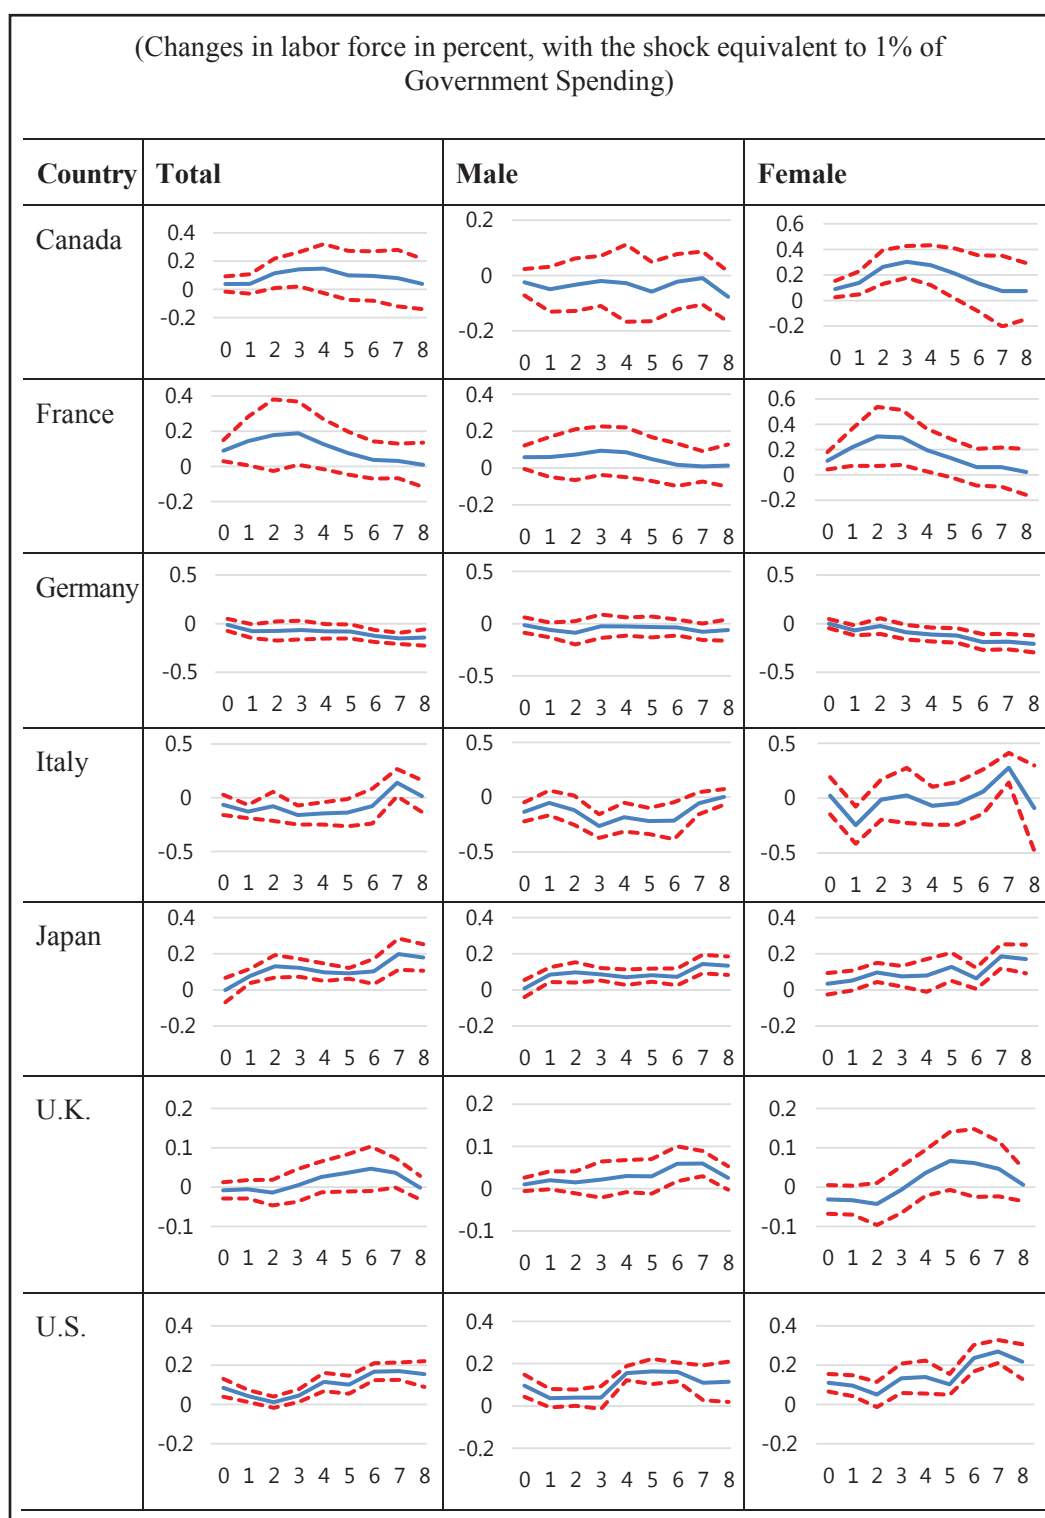 (Changes in labor force in percent, with the shock equivalent to 1% of
Government Spending)
Country Total Male Female
Canada
0.4
0.2
0
-0.2
0 1 2 3 4 5 6 7 8
0.2
0
-0.2
0 1 2 3 4 5 6 7 8
0.6
0.4
0.2
0
-0.2
0 1 2 3 4 5 6 7 8
France
0.4
0.2
0
-0.2
0 1 2 3 4 5 6 7 8
0.4
0.2
0
-0.2
0 1 2 3 4 5 6 7 8
0.6
0.4
0.2
0
-0.2
0 1 2 3 4 5 6 7 8
Germany
0.5
0
-0.5
0 1 2 3 4 5 6 7 8
0.5
0
-0.5
0 1 2 3 4 5 6 7 8
0.5
0
-0.5
0 1 2 3 4 5 6 7 8
Italy
0.5
0
-0.5
0 1 2 3 4 5 6 7 8
0.5
0
-0.5
0 1 2 3 4 5 6 7 8
0.5
0
-0.5
0 1 2 3 4 5 6 7 8
Japan
0.4
0.2
0
-0.2
0 1 2 3 4 5 6 7 8
0.4
0.2
0
-0.2
0 1 2 3 4 5 6 7 8
0.4
0.2
0
-0.2
0 1 2 3 4 5 6 7 8
U.K.
0.2
0.1
0
-0.1
0 1 2 3 4 5 6 7 8
0.2
0.1
0
-0.1
0 1 2 3 4 5 6 7 8
0.2
0.1
0
-0.1
0 1 2 3 4 5 6 7 8
U.S.
0.4
0.2
0
-0.2
0 1 2 3 4 5 6 7 8
0.4
0.2
0
-0.2
0 1 2 3 4 5 6 7 8
0.4
0.2
0
-0.2
0 1 2 3 4 5 6 7 8